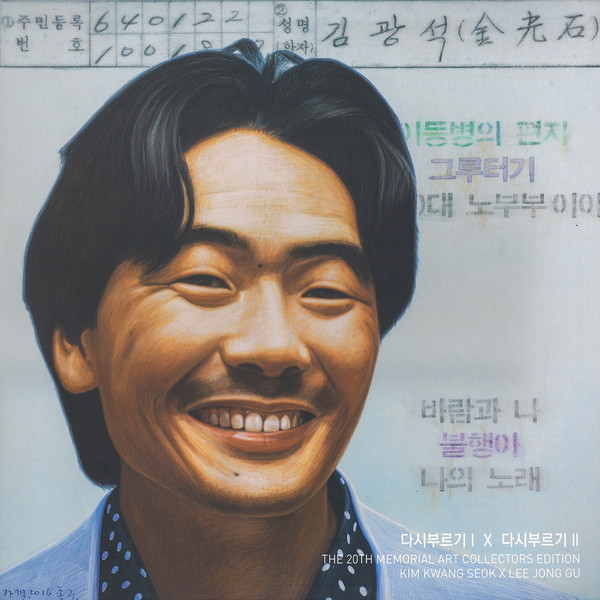 ①주민등록 640122
번 호 100
②성명 김광석(金光石)
(한자)
이등병의 편지
그루터기
0대 노부부 이야
바람과 나
불행아
나의 노래
다시부르기 I X 다시부르기 II
THE 20TH MEMORIAL ART COLLECTORS EDITION
KIM KWANG SEOK X LEE JONG GU